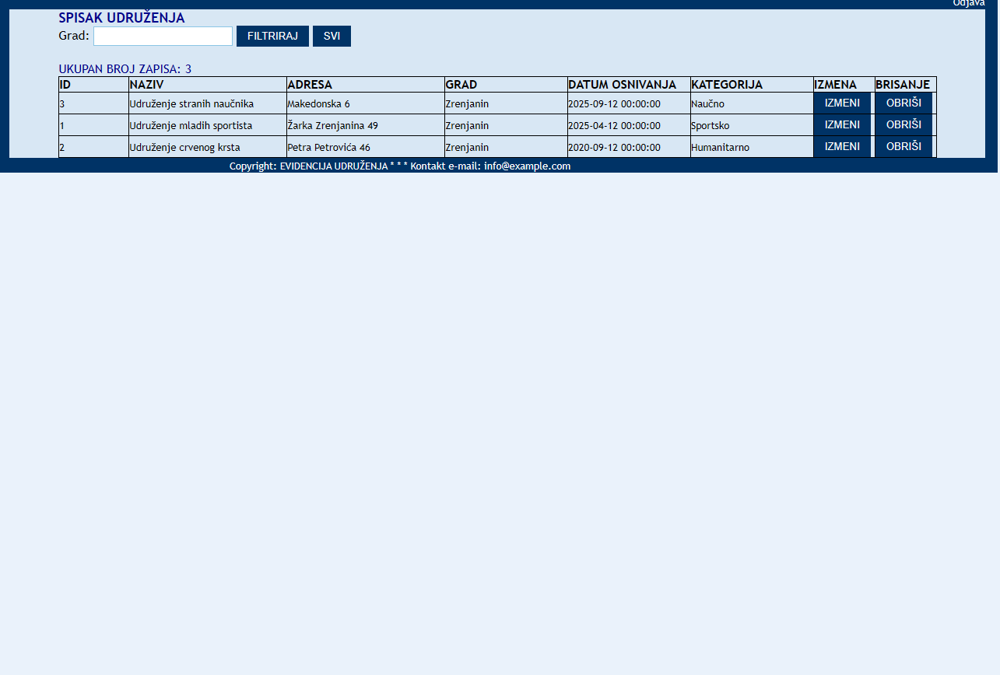 Odjava
SPISAK UDRUŽENJA
Grad: FILTRIRAJ SVI
UKUPAN BROJ ZAPISA: 3
ID NAZIV ADRESA GRAD DATUM OSNIVANJA KATEGORIJA IZMENA BRISANJE
3 Udruženje stranih naučnika Makedonska 6 Zrenjanin 2025-09-12 00:00:00 Naučno IZMENI OBRIŠI
1 Udruženje mladih sportista Žarka Zrenjanina 49 Zrenjanin 2025-04-12 00:00:00 Sportsko IZMENI OBRIŠI
2 Udruženje crvenog krsta Petra Petrovića 46 Zrenjanin 2020-09-12 00:00:00 Humanitarno IZMENI OBRIŠI
Copyright: EVIDENCIJA UDRUŽENJA * * * Kontakt e-mail: info@example.com